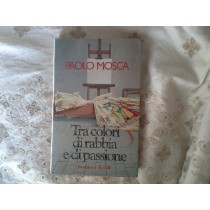 PAOLO MOSCA
Tra colori
di rabbia
e di passione